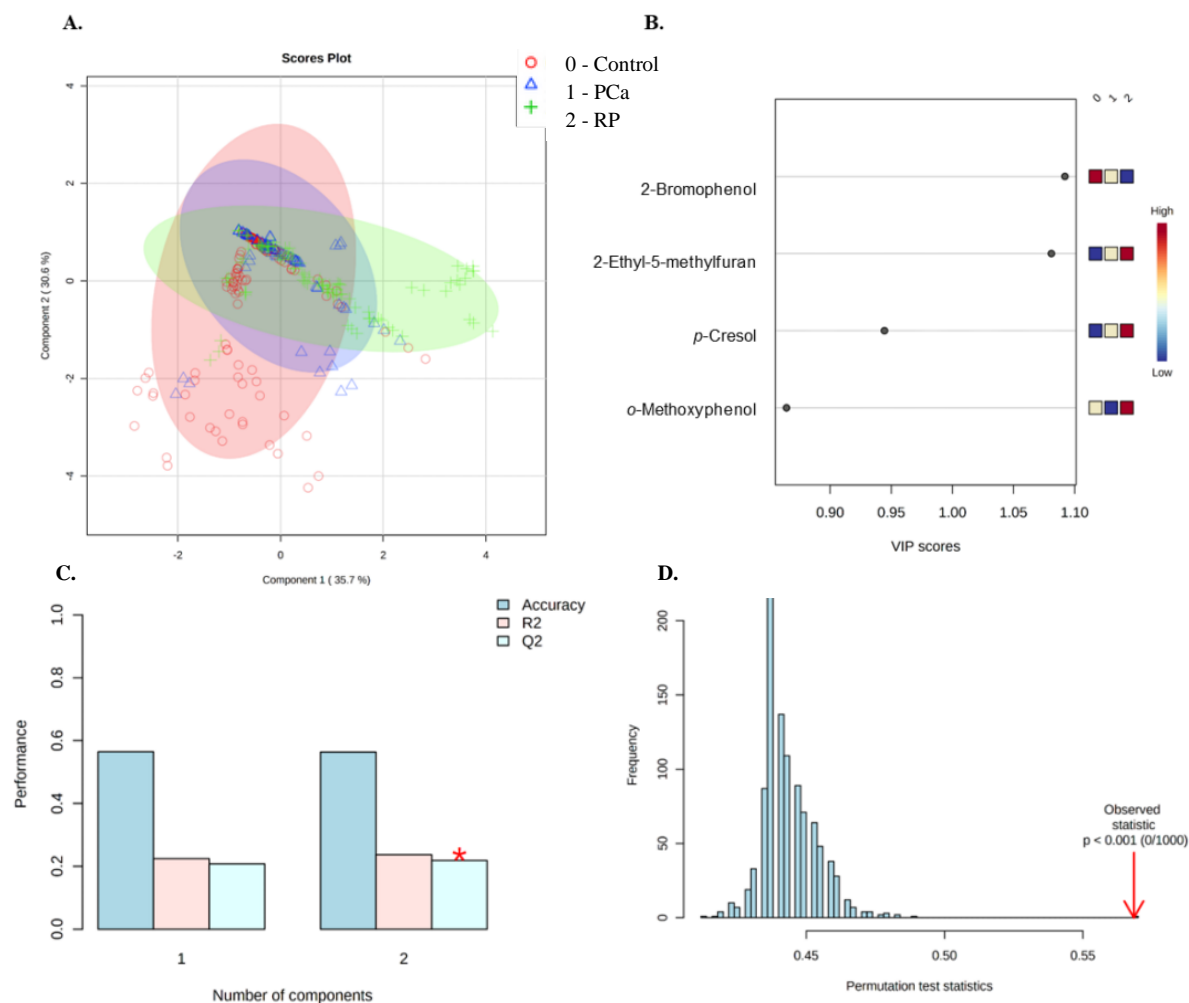 A.
Scores Plot
0 - Control
1 - PCa
2 - RP
Component 2 ( 30.6 %)
4
2
0
-2
-4
-2
0
2
4
Component 1 ( 35.7 %)
B.
0 1 2
2-Bromophenol
2-Ethyl-5-methylfuran
p-Cresol
o-Methoxyphenol
High
Low
0.90
0.95
1.00
1.05
1.10
VIP scores
C.
Accuracy
R2
Q2
Performance
1.0
0.8
0.6
0.4
0.2
0.0
*
1
2
Number of components
D.
Frequency
200
150
100
50
0
Observed
statistic
p < 0.001 (0/1000)
0.45
0.50
0.55
Permutation test statistics